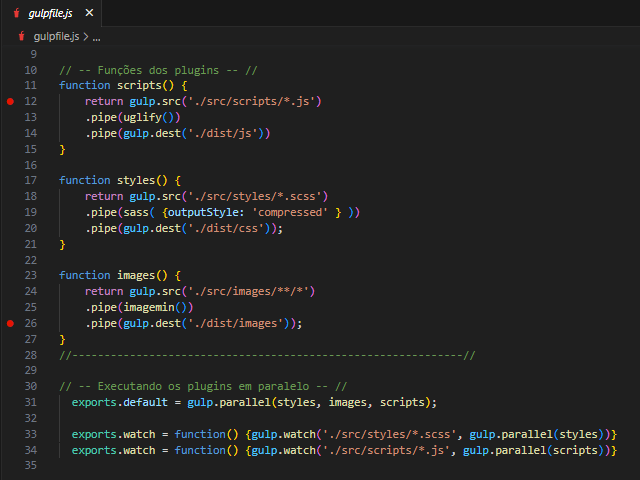 gulpfile.js ✕
gulpfile.js > ...
9
10 // -- Funções dos plugins -- //
11 function scripts() {
12     return gulp.src('./src/scripts/*.js')
13     .pipe(uglify())
14     .pipe(gulp.dest('./dist/js'))
15 }
16
17 function styles() {
18     return gulp.src('./src/styles/*.scss')
19     .pipe(sass( {outputStyle: 'compressed' } ))
20     .pipe(gulp.dest('./dist/css'));
21 }
22
23 function images() {
24     return gulp.src('./src/images/**/*')
25     .pipe(imagemin())
26     .pipe(gulp.dest('./dist/images'));
27 }
28 //-------------------------------------------------------------//
29
30 // -- Executando os plugins em paralelo -- //
31   exports.default = gulp.parallel(styles, images, scripts);
32
33   exports.watch = function() {gulp.watch('./src/styles/*.scss', gulp.parallel(styles))}
34   exports.watch = function() {gulp.watch('./src/scripts/*.js', gulp.parallel(scripts))}
35